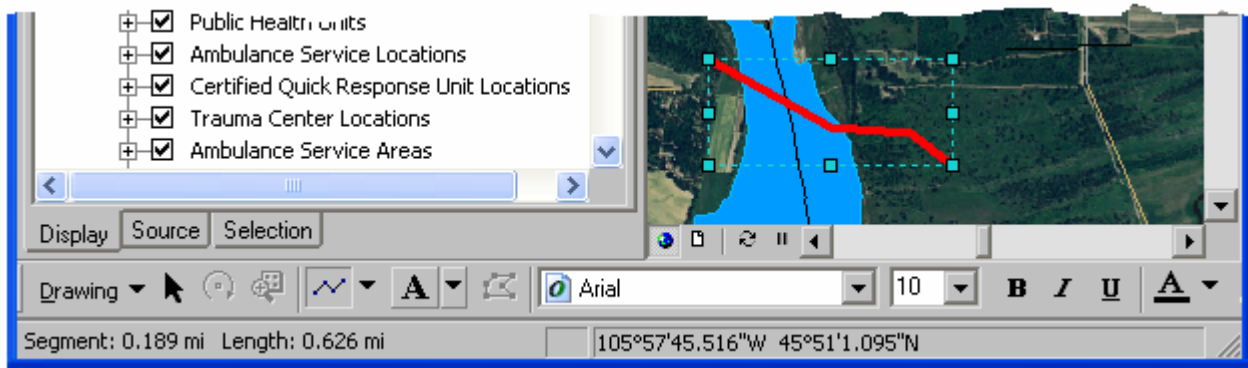 Public Health Units
Ambulance Service Locations
Certified Quick Response Unit Locations
Trauma Center Locations
Ambulance Service Areas
Display Source Selection
Drawing A Arial 10 B I U A
Segment: 0.189 mi Length: 0.626 mi 105°57'45.516"W 45°51'1.095"N